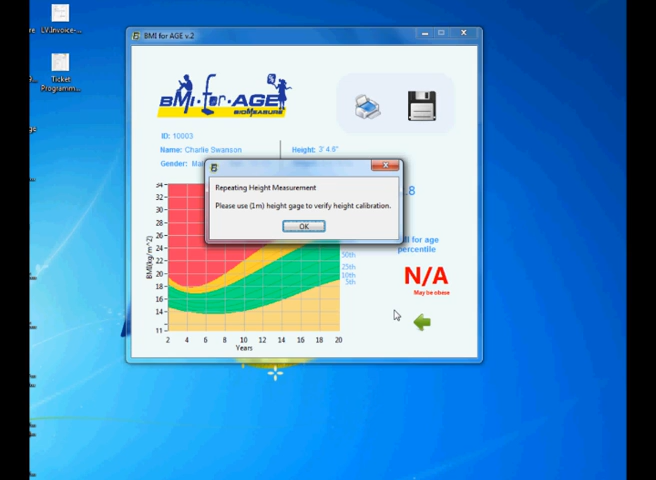 LV.Invoice-...
Ticket
Programm...
BMI for AGE v.2
BMI-for-AGE
BIOMEASURE
ID: 10003
Name: Charlie Swanson
Height: 3' 4.6"
Gender:
Repeating Height Measurement
Please use (1m) height gage to verify height calibration.
OK
.8
for age
percentile
N/A
May be obese
34
32
30
28
26
24
22
20
18
16
14
11
BMI(kg/m^2)
50th
25th
10th
5th
2 4 6 8 10 12 14 16 18 20
Years